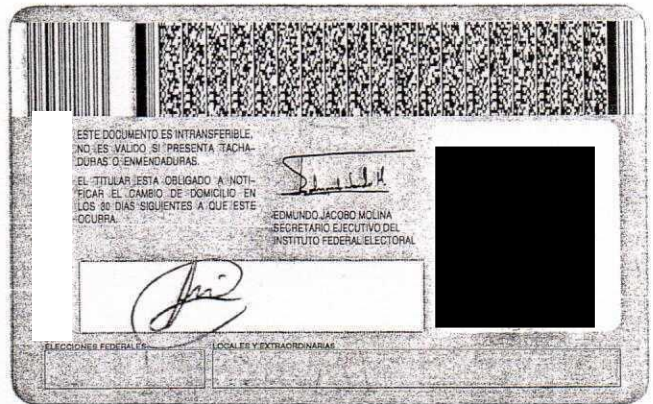 ESTE DOCUMENTO ES INTRANSFERIBLE,
NO ES VALIDO SI PRESENTA TACHA-
DURAS O ENMENDADURAS.
EL TITULAR ESTA OBLIGADO A NOTI-
FICAR EL CAMBIO DE DOMICILIO EN
LOS 30 DIAS SIGUIENTES A QUE ESTE
OCURRA.
EDMUNDO JACOBO MOLINA
SECRETARIO EJECUTIVO DEL
INSTITUTO FEDERAL ELECTORAL
ELECCIONES FEDERALES
LOCALES Y EXTRAORDINARIAS